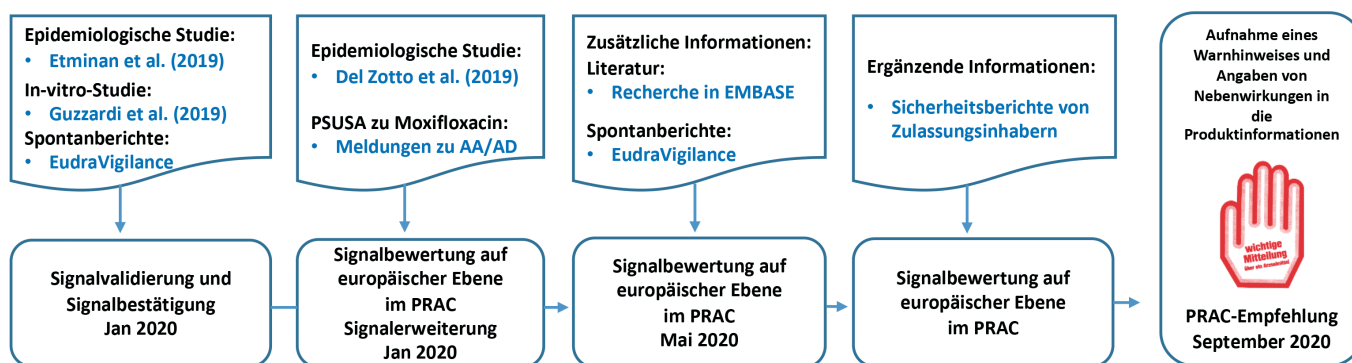 Epidemiologische Studie:
• Etminan et al. (2019)
In-vitro-Studie:
• Guzzardi et al. (2019)
Spontanberichte:
• EudraVigilance
Signalvalidierung und
Signalbestätigung
Jan 2020
Epidemiologische Studie:
• Del Zotto et al. (2019)
PSUSA zu Moxifloxacin
• Meldungen zu AA/AD
Signalbewertung auf
europäischer Ebene
im PRAC
Signalerweiterung
Jan 2020
Zusätzliche Informationen:
Literatur:
• Recherche in EMBASE
Spontanberichte:
• EudraVigilance
Signalbewertung auf
europäischer Ebene
im PRAC
Mai 2020
Ergänzende Informationen:
• Sicherheitsberichte von
Zulassungsinhabern
Signalbewertung auf
europäischer Ebene
im PRAC
Aufnahme eines
Warnhinweises und
Angaben von
Nebenwirkungen in
die
Produktinformationen
wichtige
Mitteilung
über ein Arzneimittel
PRAC-Empfehlung
September 2020